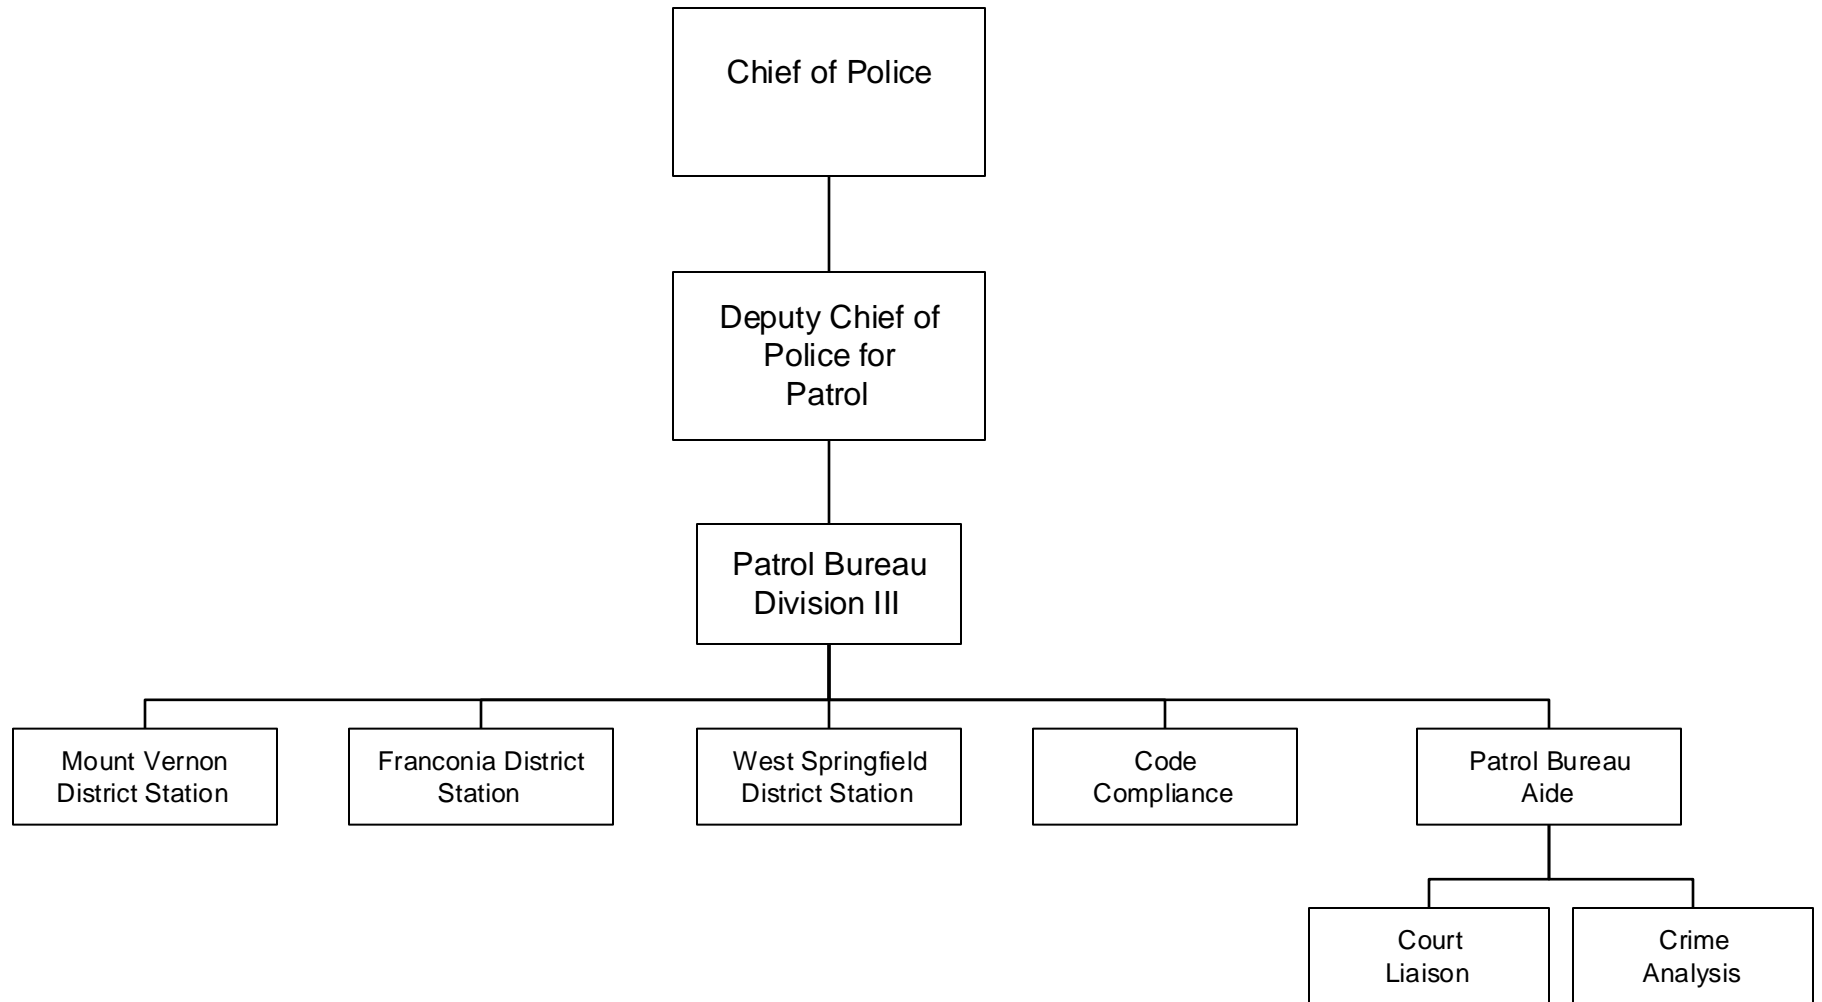 Chief of Police
Deputy Chief of
Police for
Patrol
Patrol Bureau
Division III
Mount Vernon
District Station
Franconia District
Station
West Springfield
District Station
Code
Compliance
Patrol Bureau
Aide
Court
Liaison
Crime
Analysis